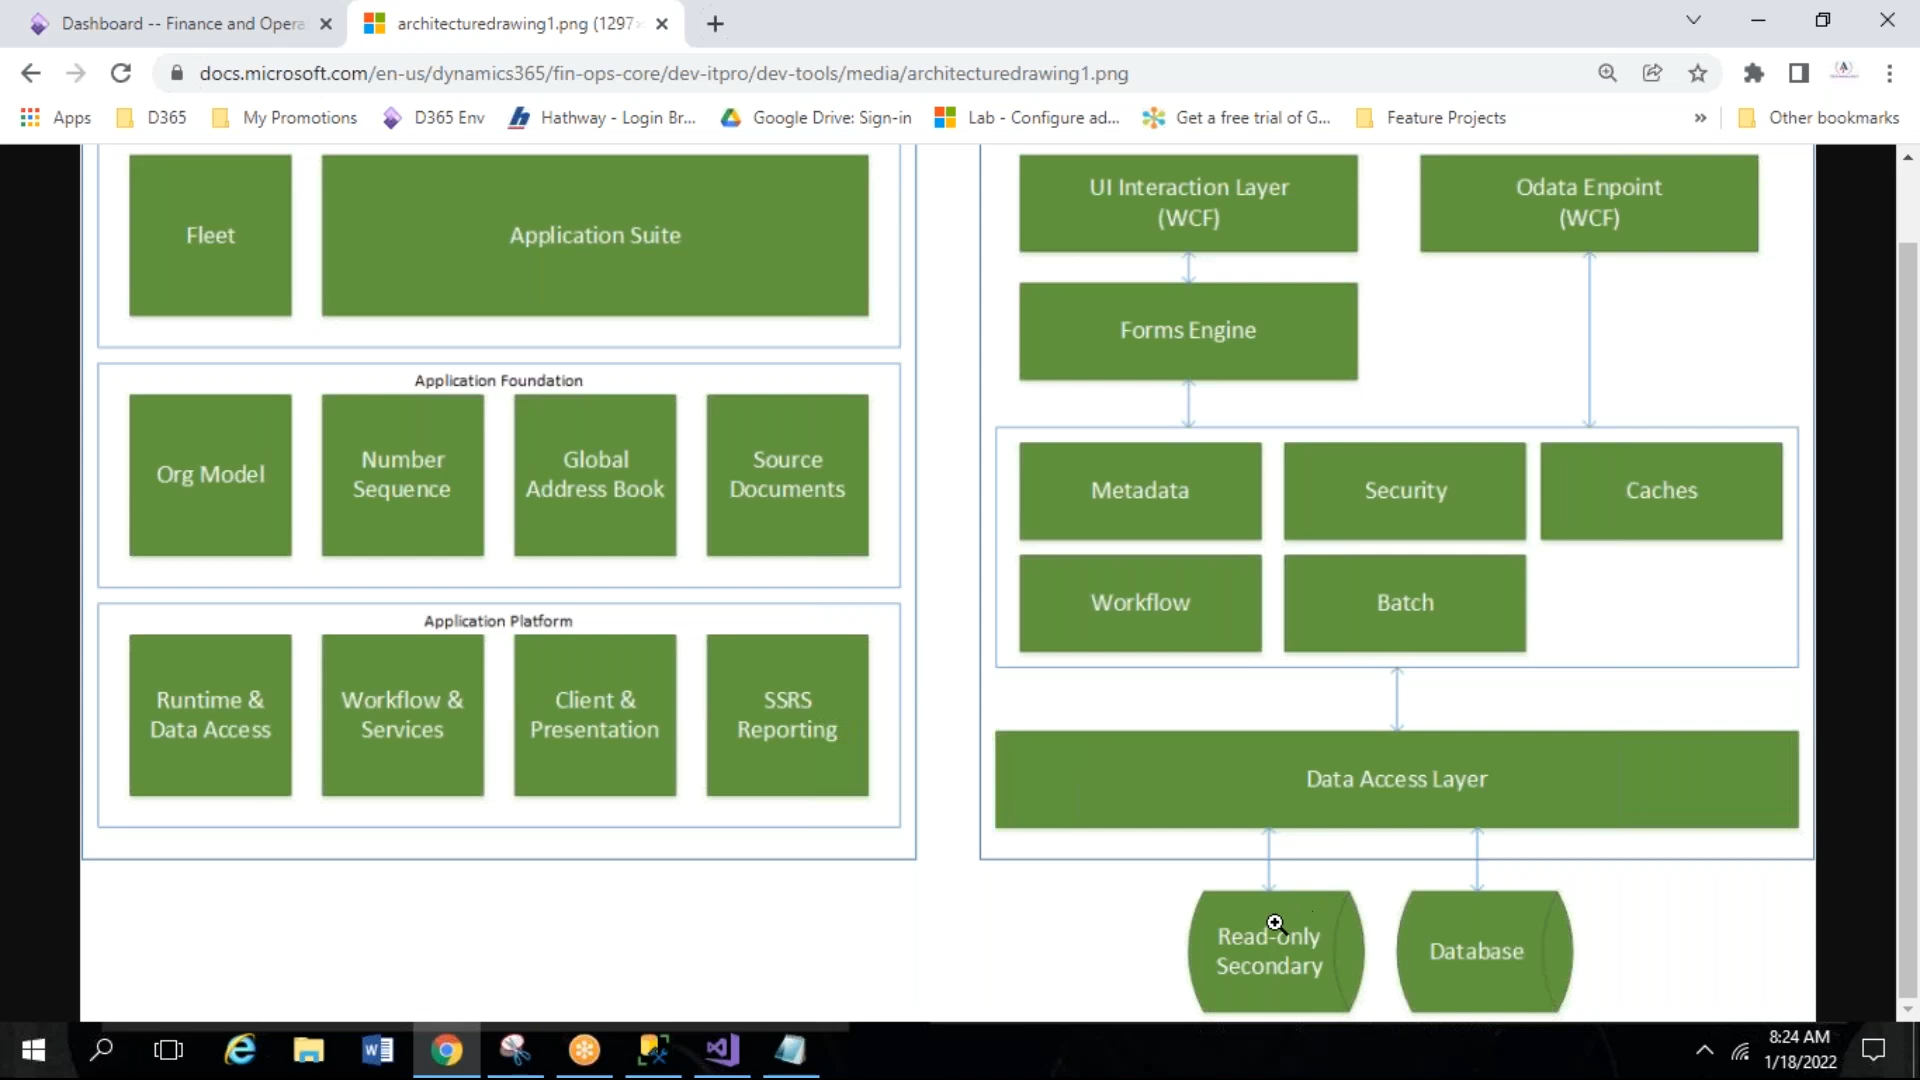 Dashboard -- Finance and Opera
architecturedrawing1.png (1297
docs.microsoft.com/en-us/dynamics365/fin-ops-core/dev-itpro/dev-tools/media/architecturedrawing1.png
Apps
D365
My Promotions
D365 Env
Hathway - Login Br...
Google Drive: Sign-in
Lab - Configure ad...
Get a free trial of G...
Feature Projects
»
Other bookmarks
Fleet
Application Suite
Application Foundation
Org Model
Number
Sequence
Global
Address Book
Source
Documents
Application Platform
Runtime &
Data Access
Workflow &
Services
Client &
Presentation
SSRS
Reporting
UI Interaction Layer
(WCF)
Odata Enpoint
(WCF)
Forms Engine
Metadata
Security
Caches
Workflow
Batch
Data Access Layer
Read-only
Secondary
Database
8:24 AM
1/18/2022